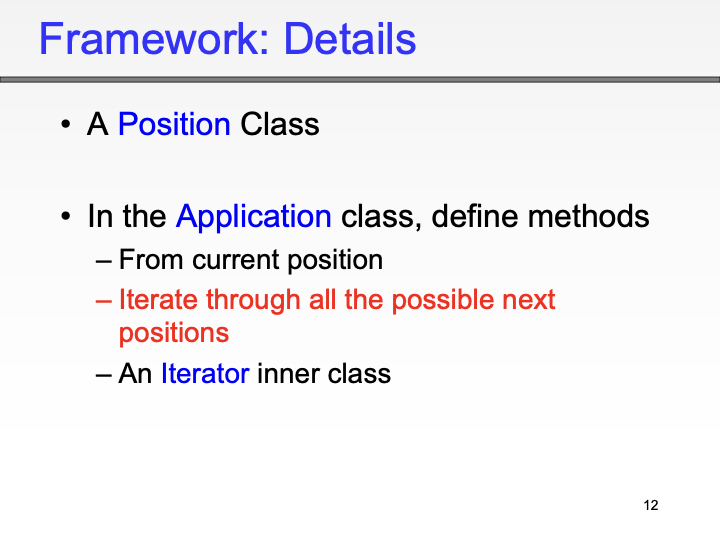 Framework: Details
• A Position Class
• In the Application class, define methods
– From current position
– Iterate through all the possible next
positions
– An Iterator inner class
12